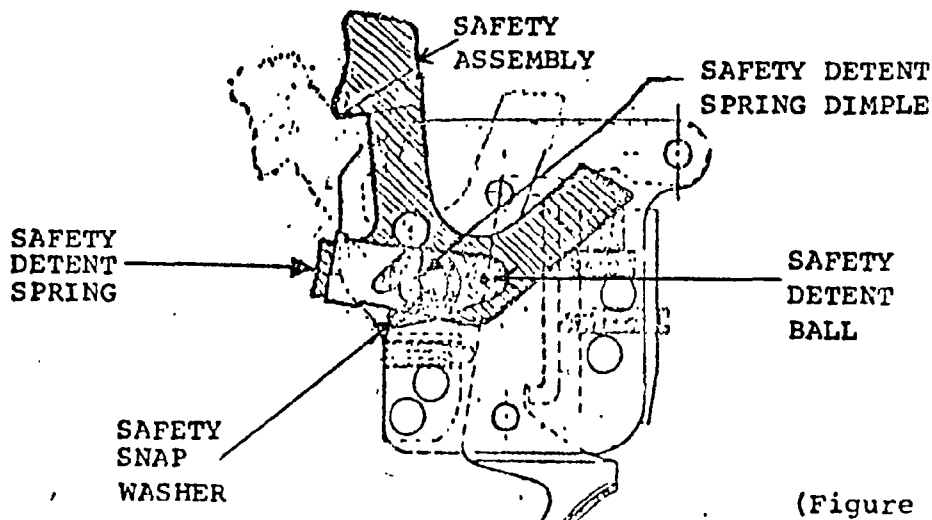 SAFETY
ASSEMBLY
SAFETY DETENT
SPRING DIMPLE
SAFETY
DETENT
SPRING
SAFETY
DETENT
BALL
SAFETY
SNAP
WASHER
(Figure